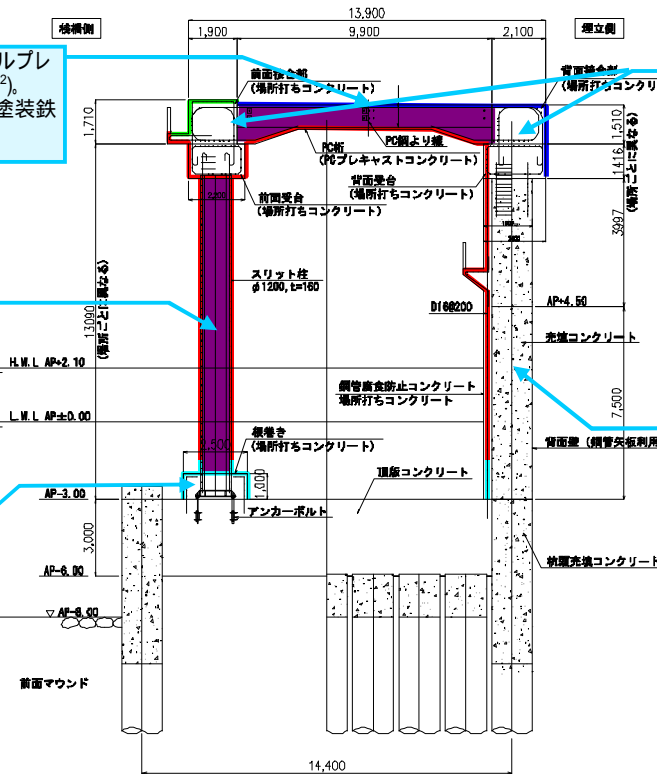 13,900
桟橋側
1,900
9,900
2,100
埋立側
ルプレ
²)。
塗装鉄
前面接合部
(場所打ちコンクリート)
背面接合部
(場所打ちコンクリ
1,710
PC鋼より線
PC桁
(PCプレキャストコンクリート)
1,510
1416
(場所ごとに異なる)
背面受台
(場所打ちコンクリート)
前面受台
(場所打ちコンクリート)
3997
スリット柱
φ1200,t=160
13090
(場所ごとに異なる)
D16@200
AP+4.50
充填コンクリート
H.W.L AP+2.10
鋼管腐食防止コンクリート
場所打ちコンクリート
7,500
L.W.L AP±0.00
根巻き
(場所打ちコンクリート)
背面壁 (鋼管矢板利用
1,000
頂版コンクリート
AP-3.00
アンカーボルト
3,000
杭頭充填コンクリート
AP-6.00
▽ AP-8.00
前面マウンド
14,400